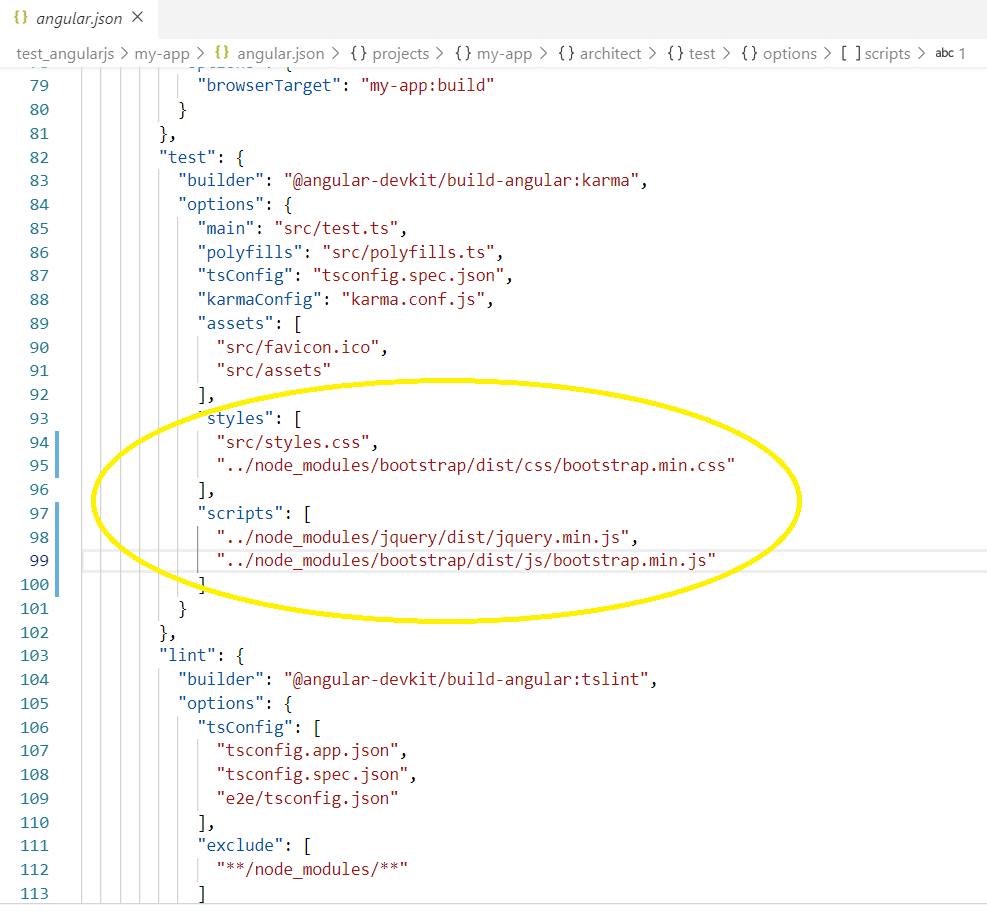 {} angular.json ×
test_angularjs > my-app > {} angular.json > {} projects > {} my-app > {} architect > {} test > {} options > [ ] scripts > abc 1
79 "browserTarget": "my-app:build"
80 }
81 },
82 "test": {
83 "builder": "@angular-devkit/build-angular:karma",
84 "options": {
85 "main": "src/test.ts",
86 "polyfills": "src/polyfills.ts",
87 "tsConfig": "tsconfig.spec.json",
88 "karmaConfig": "karma.conf.js",
89 "assets": [
90 "src/favicon.ico",
91 "src/assets"
92 ],
93 styles": [
94 "src/styles.css",
95 "../node_modules/bootstrap/dist/css/bootstrap.min.css"
96 ],
97 "scripts": [
98 "../node_modules/jquery/dist/jquery.min.js",
99 "../node_modules/bootstrap/dist/js/bootstrap.min.js"
100 ]
101 }
102 },
103 "lint": {
104 "builder": "@angular-devkit/build-angular:tslint",
105 "options": {
106 "tsConfig": [
107 "tsconfig.app.json",
108 "tsconfig.spec.json",
109 "e2e/tsconfig.json"
110 ],
111 "exclude": [
112 "**/node_modules/**"
113 ]